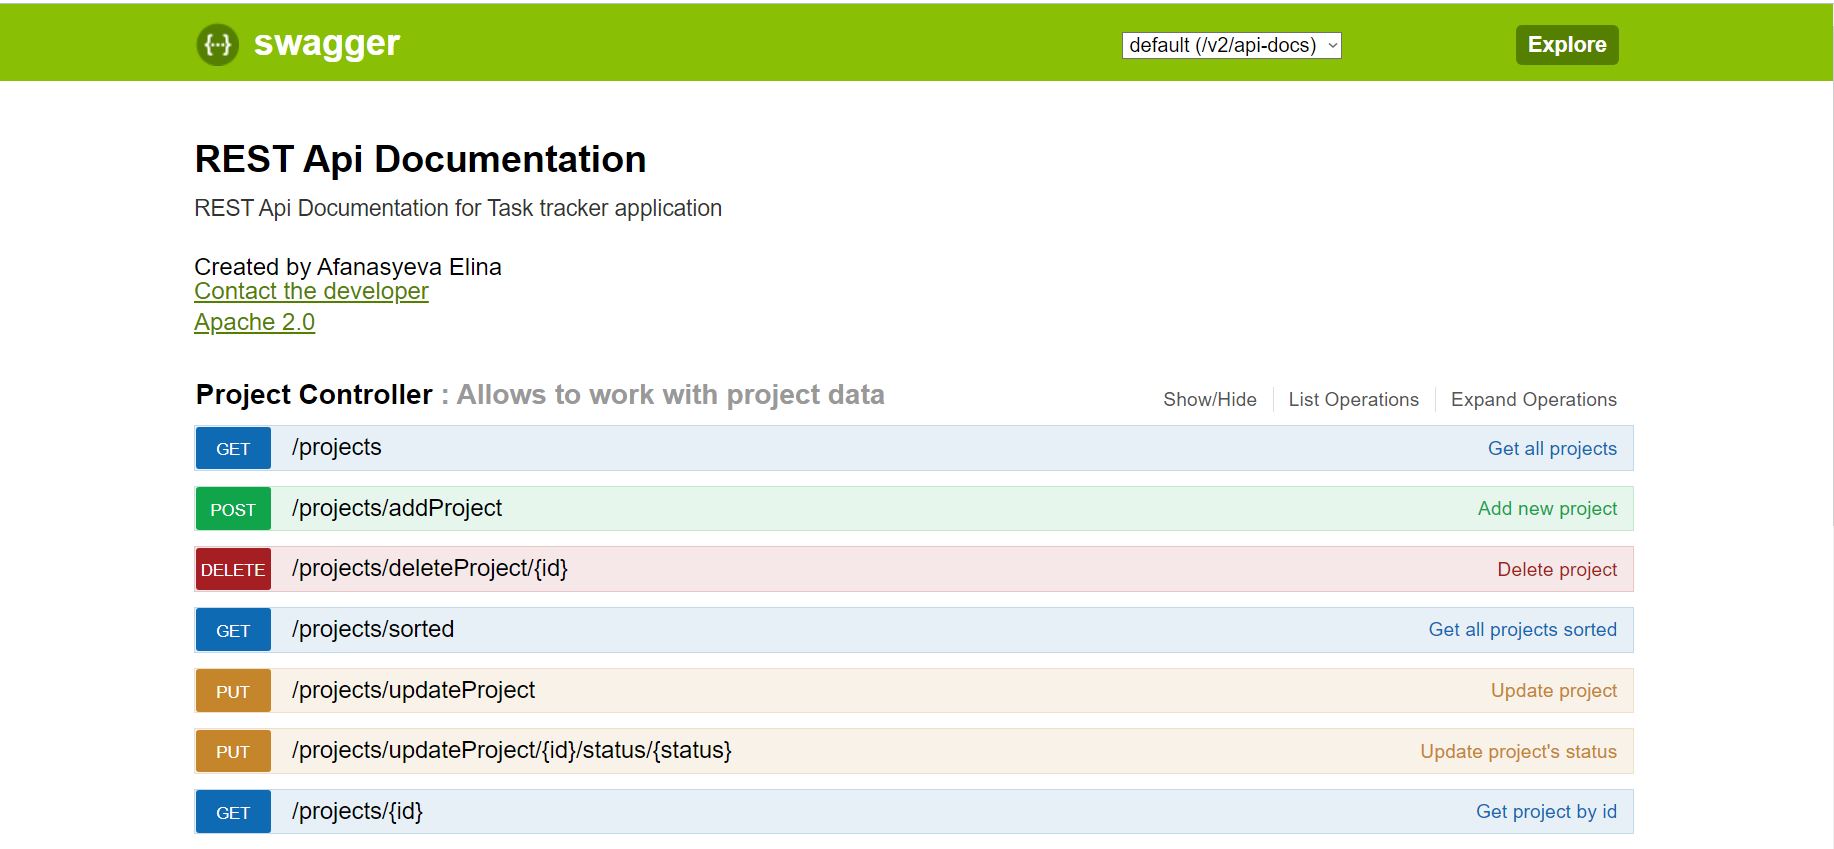 {···} swagger default (/v2/api-docs) Explore
REST Api Documentation
REST Api Documentation for Task tracker application
Created by Afanasyeva Elina
Contact the developer
Apache 2.0
Project Controller : Allows to work with project data Show/Hide List Operations Expand Operations
GET /projects Get all projects
POST /projects/addProject Add new project
DELETE /projects/deleteProject/{id} Delete project
GET /projects/sorted Get all projects sorted
PUT /projects/updateProject Update project
PUT /projects/updateProject/{id}/status/{status} Update project's status
GET /projects/{id} Get project by id